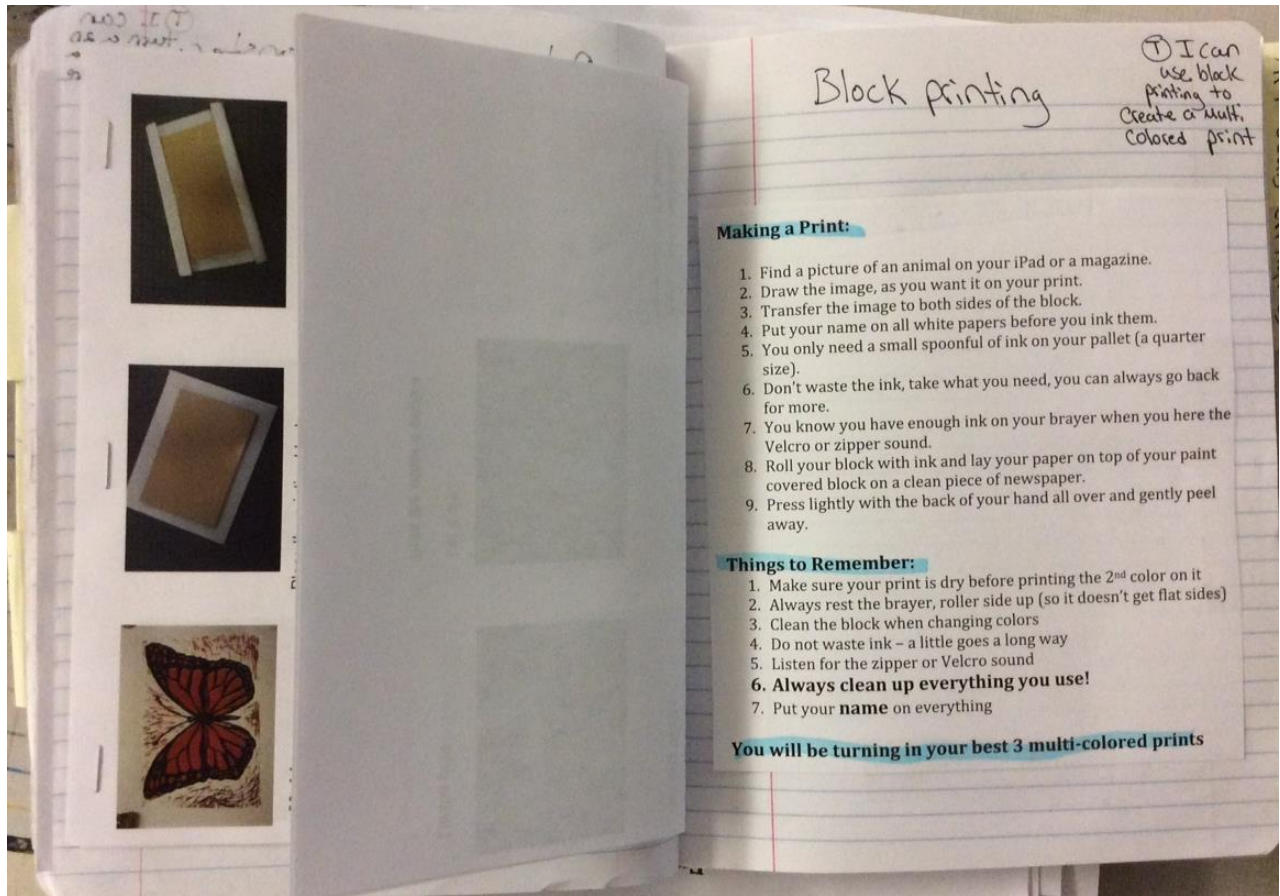 Block printing
Ⓣ I can
use block
printing to
Create a Multi
Colored print
Making a Print:
1. Find a picture of an animal on your iPad or a magazine.
2. Draw the image, as you want it on your print.
3. Transfer the image to both sides of the block.
4. Put your name on all white papers before you ink them.
5. You only need a small spoonful of ink on your pallet (a quarter
size).
6. Don't waste the ink, take what you need, you can always go back
for more.
7. You know you have enough ink on your brayer when you here the
Velcro or zipper sound.
8. Roll your block with ink and lay your paper on top of your paint
covered block on a clean piece of newspaper.
9. Press lightly with the back of your hand all over and gently peel
away.
Things to Remember:
1. Make sure your print is dry before printing the 2nd color on it
2. Always rest the brayer, roller side up (so it doesn't get flat sides)
3. Clean the block when changing colors
4. Do not waste ink – a little goes a long way
5. Listen for the zipper or Velcro sound
6. Always clean up everything you use!
7. Put your name on everything
You will be turning in your best 3 multi-colored prints